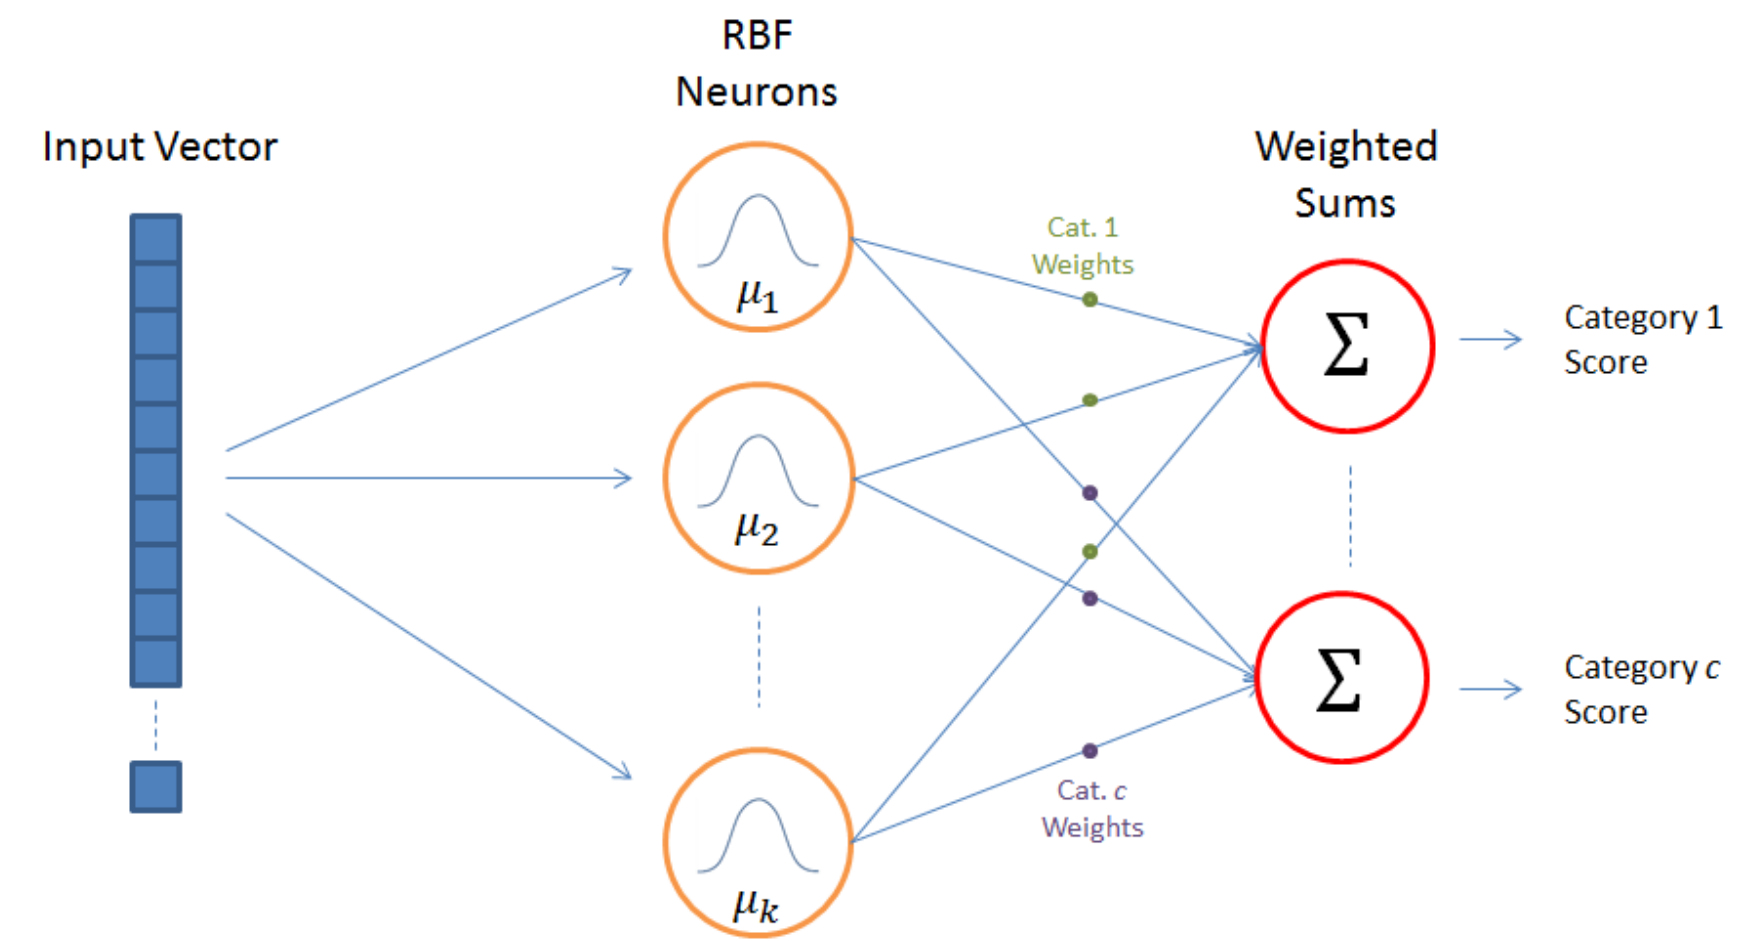 RBF
Neurons
Input Vector
Weighted
Sums
μ₁
Cat. 1
Weights
Σ
Category 1
Score
μ₂
Σ
Category c
Score
Cat. c
Weights
μₖ